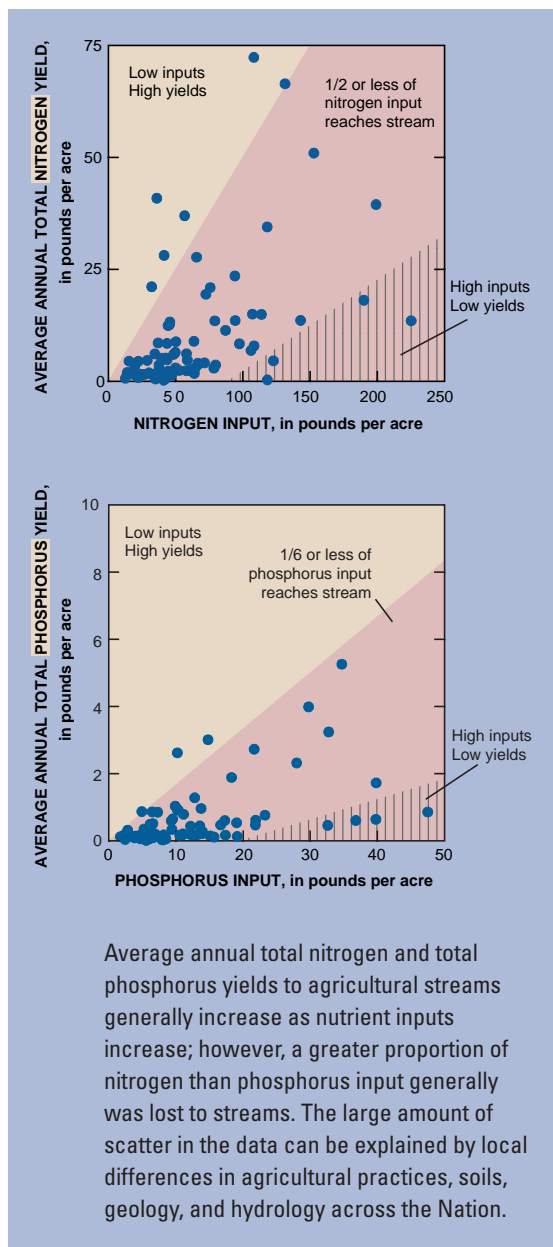 AVERAGE ANNUAL TOTAL NITROGEN YIELD,
in pounds per acre
75
50
25
0
Low inputs
High yields
1/2 or less of
nitrogen input
reaches stream
High inputs
Low yields
0 50 100 150 200 250
NITROGEN INPUT, in pounds per acre
AVERAGE ANNUAL TOTAL PHOSPHORUS YIELD,
in pounds per acre
10
8
6
4
2
0
Low inputs
High yields
1/6 or less of
phosphorus input
reaches stream
High inputs
Low yields
0 10 20 30 40 50
PHOSPHORUS INPUT, in pounds per acre
Average annual total nitrogen and total
phosphorus yields to agricultural streams
generally increase as nutrient inputs
increase; however, a greater proportion of
nitrogen than phosphorus input generally
was lost to streams. The large amount of
scatter in the data can be explained by local
differences in agricultural practices, soils,
geology, and hydrology across the Nation.